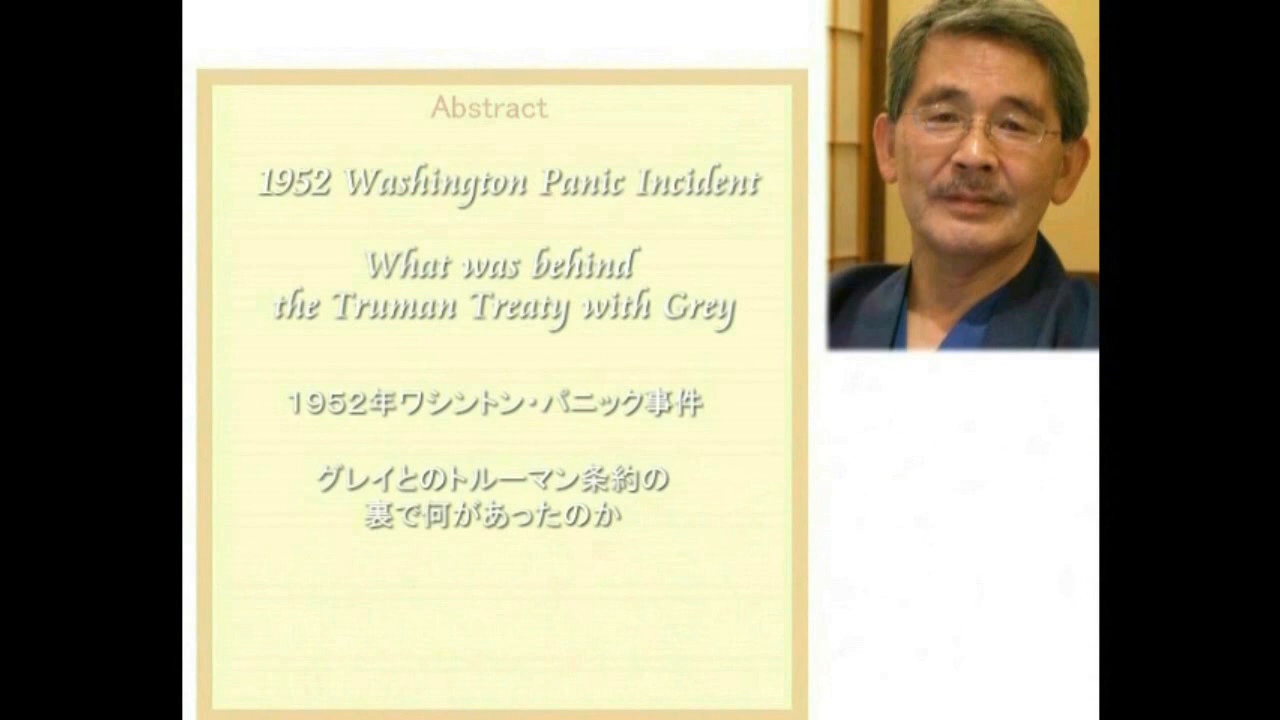 Abstract
1952 Washington Panic Incident
What was behind
the Truman Treaty with Grey
1952年ワシントン・パニック事件
グレイとのトルーマン条約の
裏で何があったのか